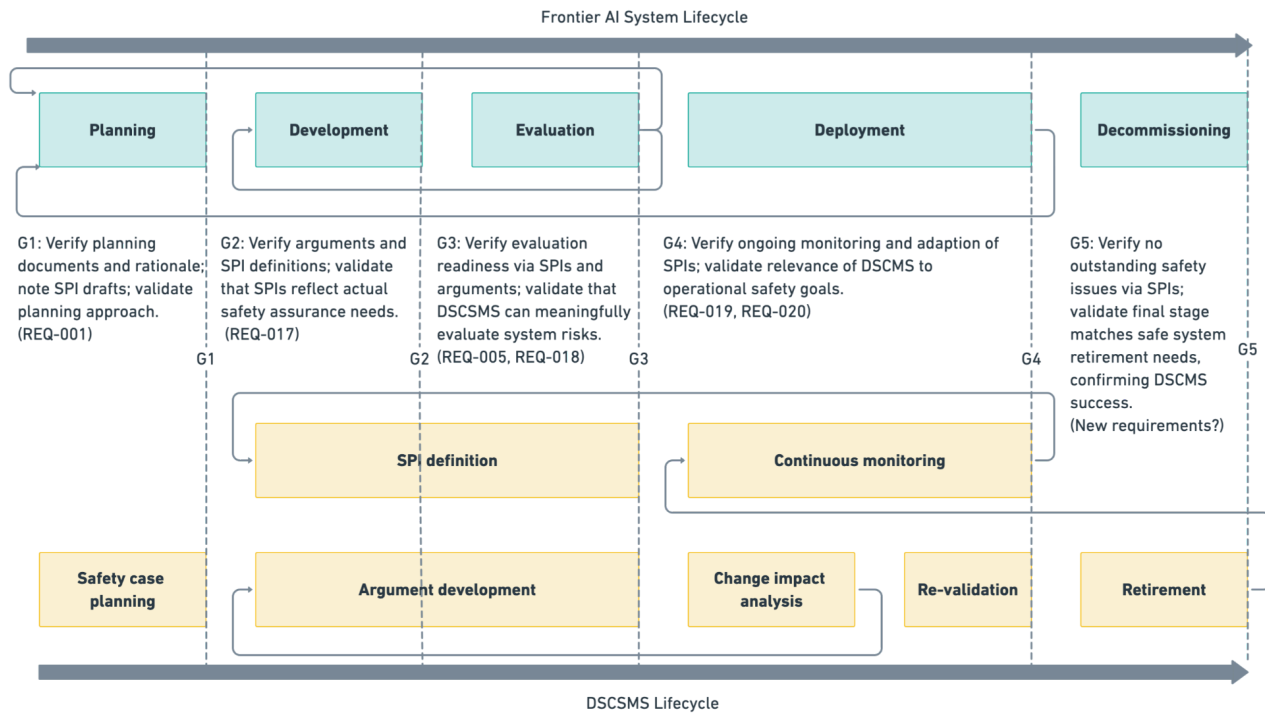 Frontier AI System Lifecycle
Planning
Development
Evaluation
Deployment
Decommissioning
G1: Verify planning
documents and rationale;
note SPI drafts; validate
planning approach.
(REQ-001)
G2: Verify arguments and
SPI definitions; validate
that SPIs reflect actual
safety assurance needs.
(REQ-017)
G3: Verify evaluation
readiness via SPIs and
arguments; validate that
DSCSMS can meaningfully
evaluate system risks.
(REQ-005, REQ-018)
G4: Verify ongoing monitoring and adaption of
SPIs; validate relevance of DSCMS to
operational safety goals.
(REQ-019, REQ-020)
G5: Verify no
outstanding safety
issues via SPIs;
validate final stage
matches safe system
retirement needs,
confirming DSCMS
success.
(New requirements?)
G1
G2
G3
G4
G5
SPI definition
Continuous monitoring
Safety case
planning
Argument development
Change impact
analysis
Re-validation
Retirement
DSCSMS Lifecycle